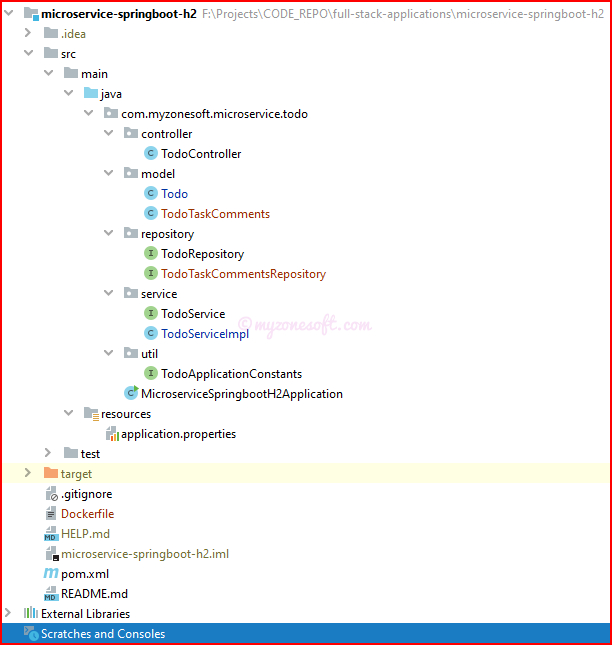 microservice-springboot-h2 F:\Projects\CODE_REPO\full-stack-applications\microservice-springboot-h2
.idea
src
main
java
com.myzonesoft.microservice.todo
controller
C TodoController
model
C Todo
C TodoTaskComments
repository
I TodoRepository
I TodoTaskCommentsRepository
service
I TodoService
© myzonesoft.com
C TodoServiceImpl
util
I TodoApplicationConstants
C MicroserviceSpringbootH2Application
resources
application.properties
test
target
.gitignore
Dockerfile
MD HELP.md
microservice-springboot-h2.iml
m pom.xml
MD README.md
External Libraries
Scratches and Consoles